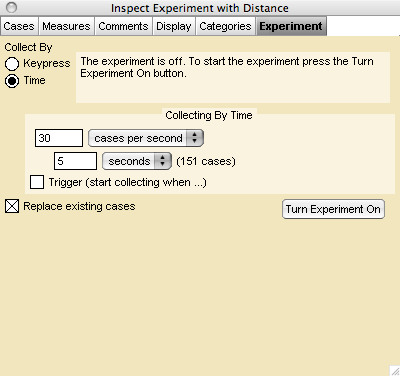 Inspect Experiment with Distance
Cases Measures Comments Display Categories Experiment
Collect By
Keypress
Time
The experiment is off. To start the experiment press the Turn
Experiment On button.
Collecting By Time
30 cases per second
5 seconds (151 cases)
Trigger (start collecting when ...)
Replace existing cases
Turn Experiment On